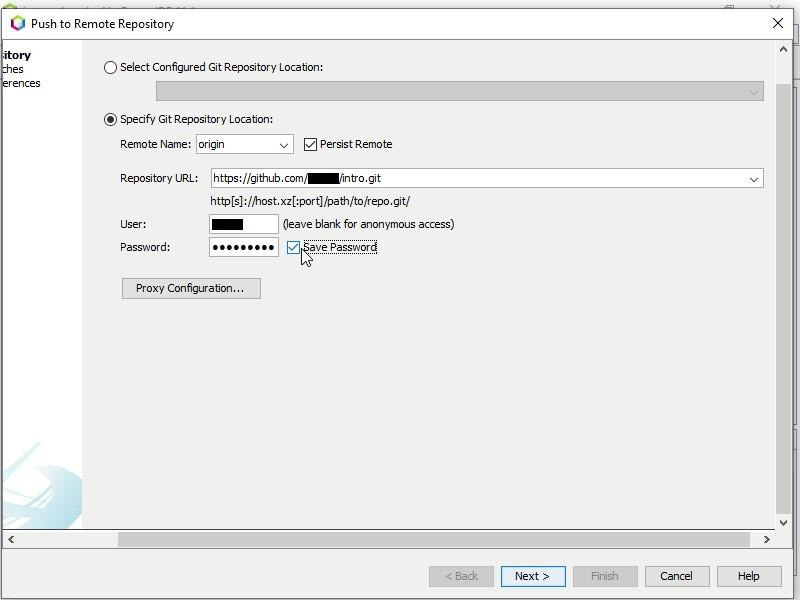 Push to Remote Repository
itory
ches
erences
Select Configured Git Repository Location:
Specify Git Repository Location:
Remote Name: origin Persist Remote
Repository URL: https://github.com/ /intro.git
http[s]://host.xz[:port]/path/to/repo.git/
User: (leave blank for anonymous access)
Password: ●●●●●●●●● Save Password
Proxy Configuration...
< Back Next > Finish Cancel Help